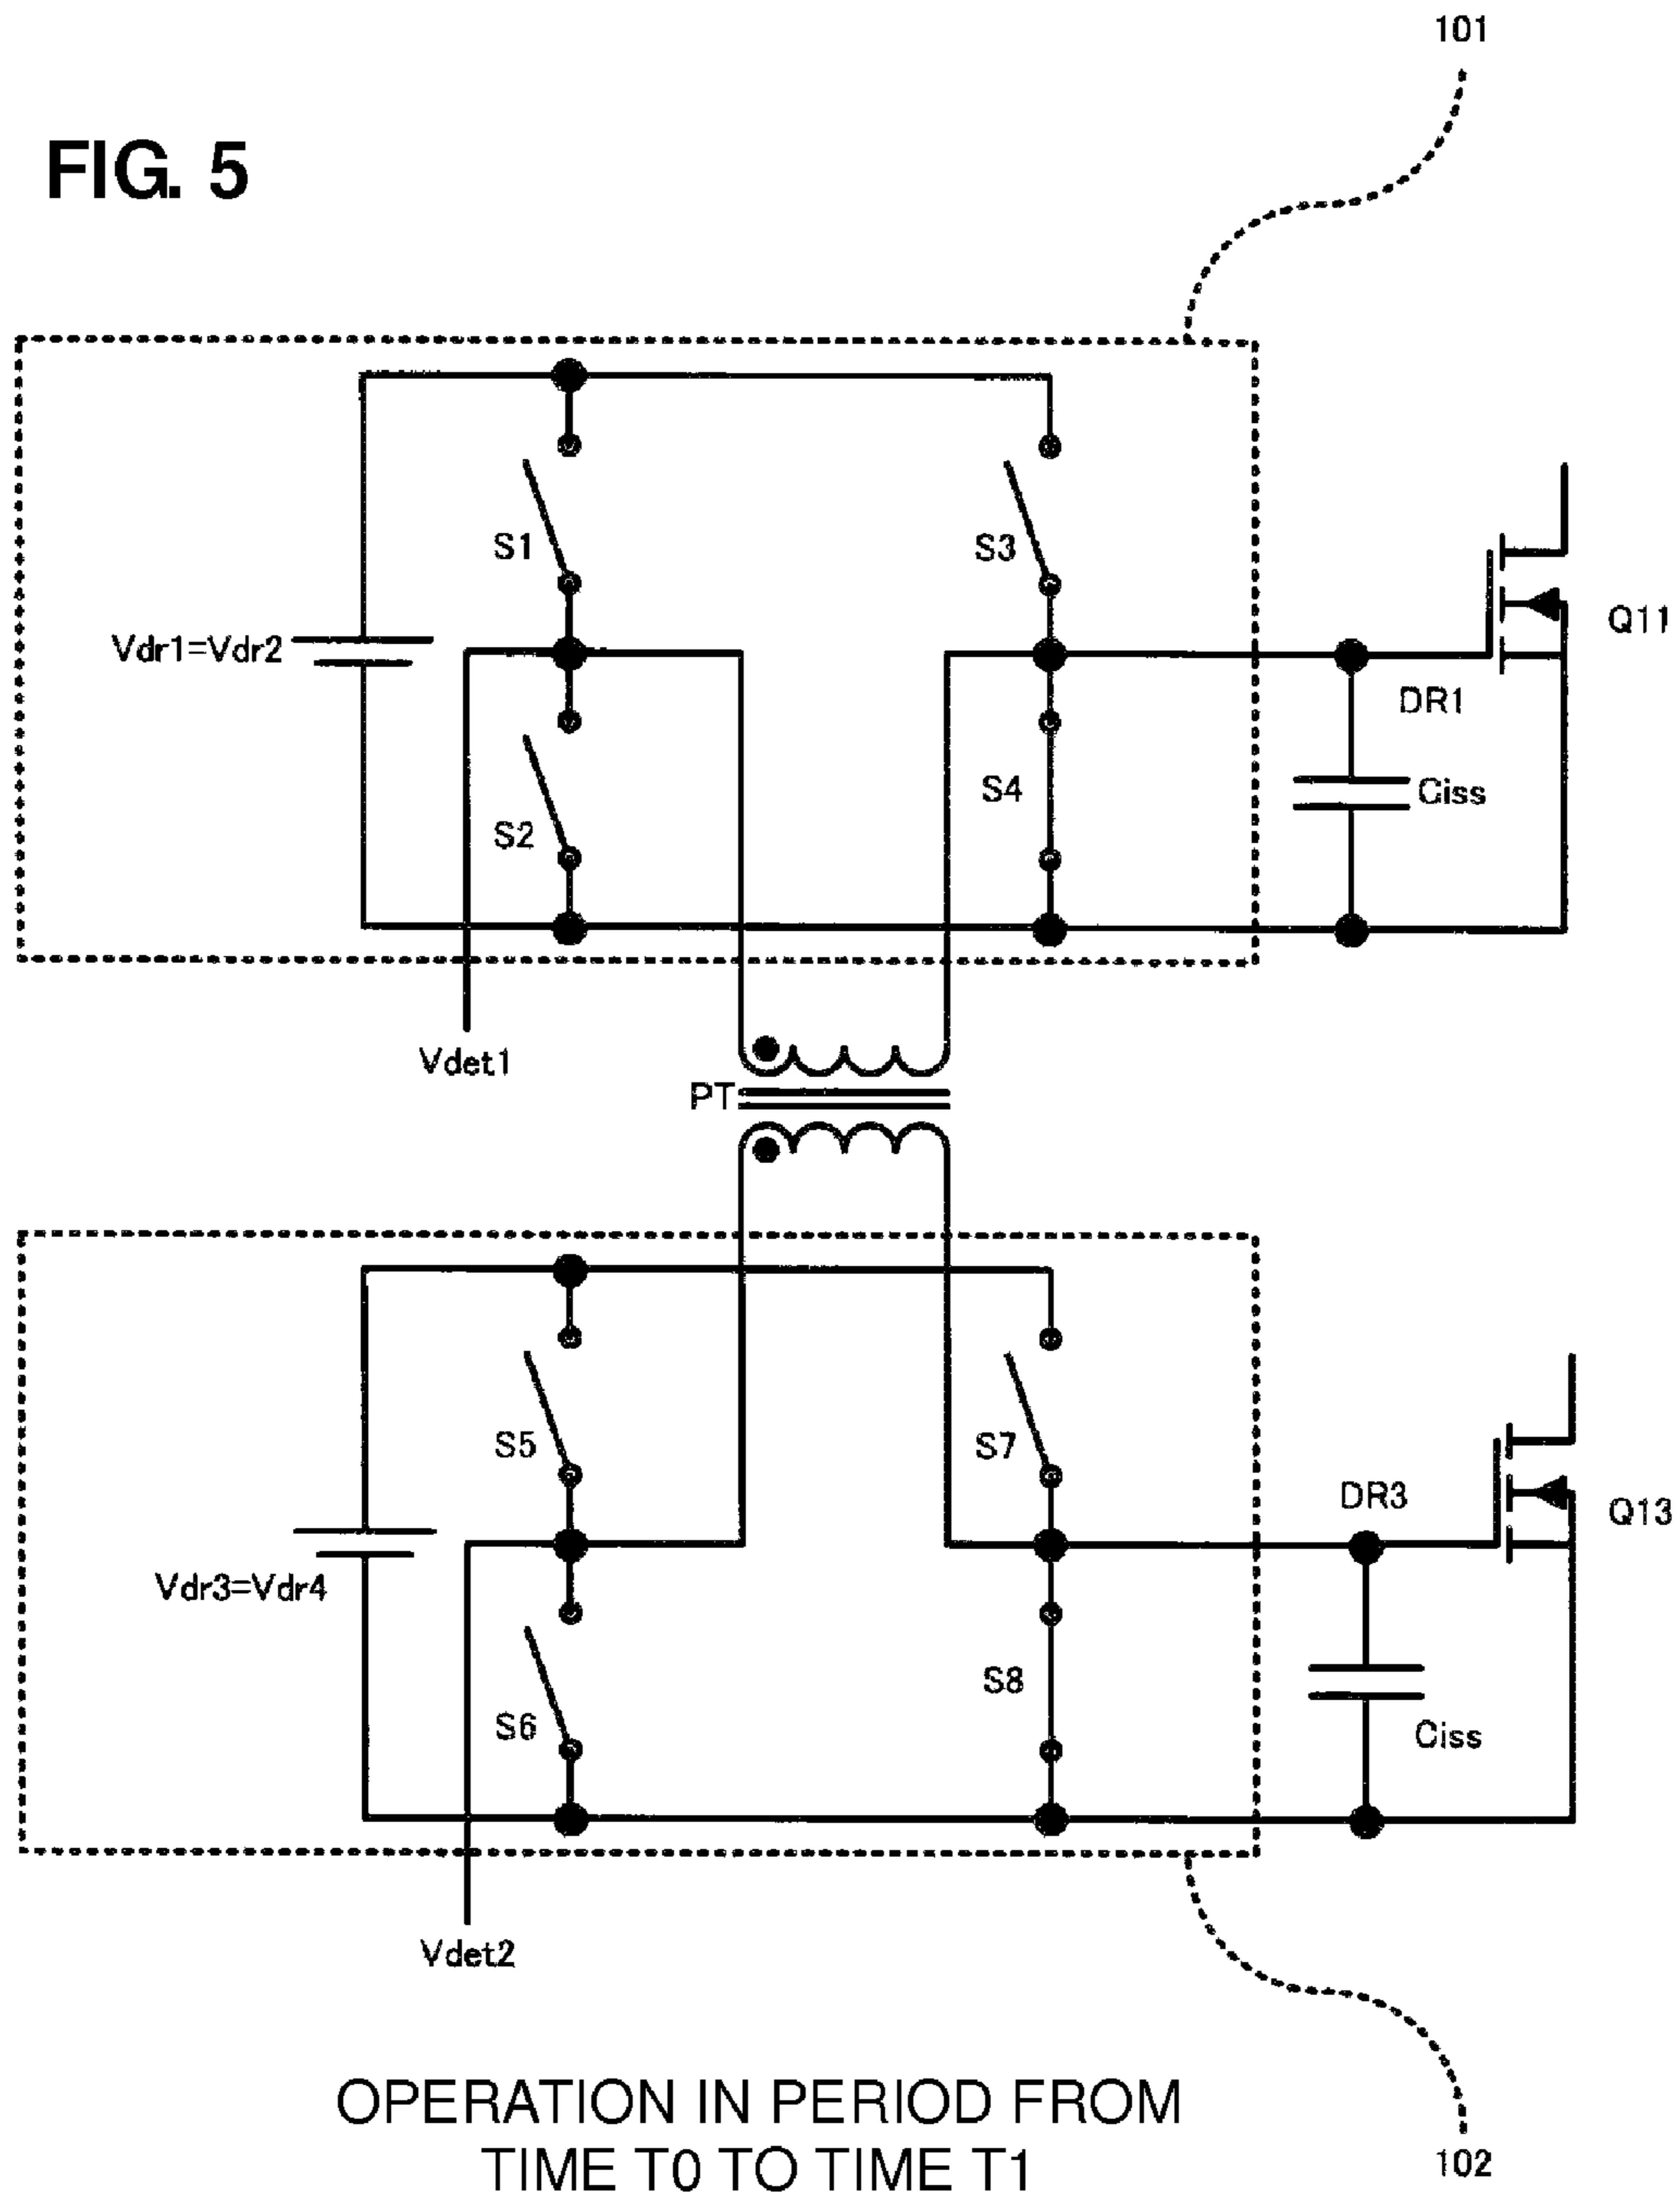 101
FIG. 5
S1
S3
Vdr1=Vdr2
Q11
DR1
S4
Ciss
S2
Vdet1
PT
S5
S7
DR3
Q13
Vdr3=Vdr4
S8
S6
Ciss
Vdet2
OPERATION IN PERIOD FROM
TIME T0 TO TIME T1
102